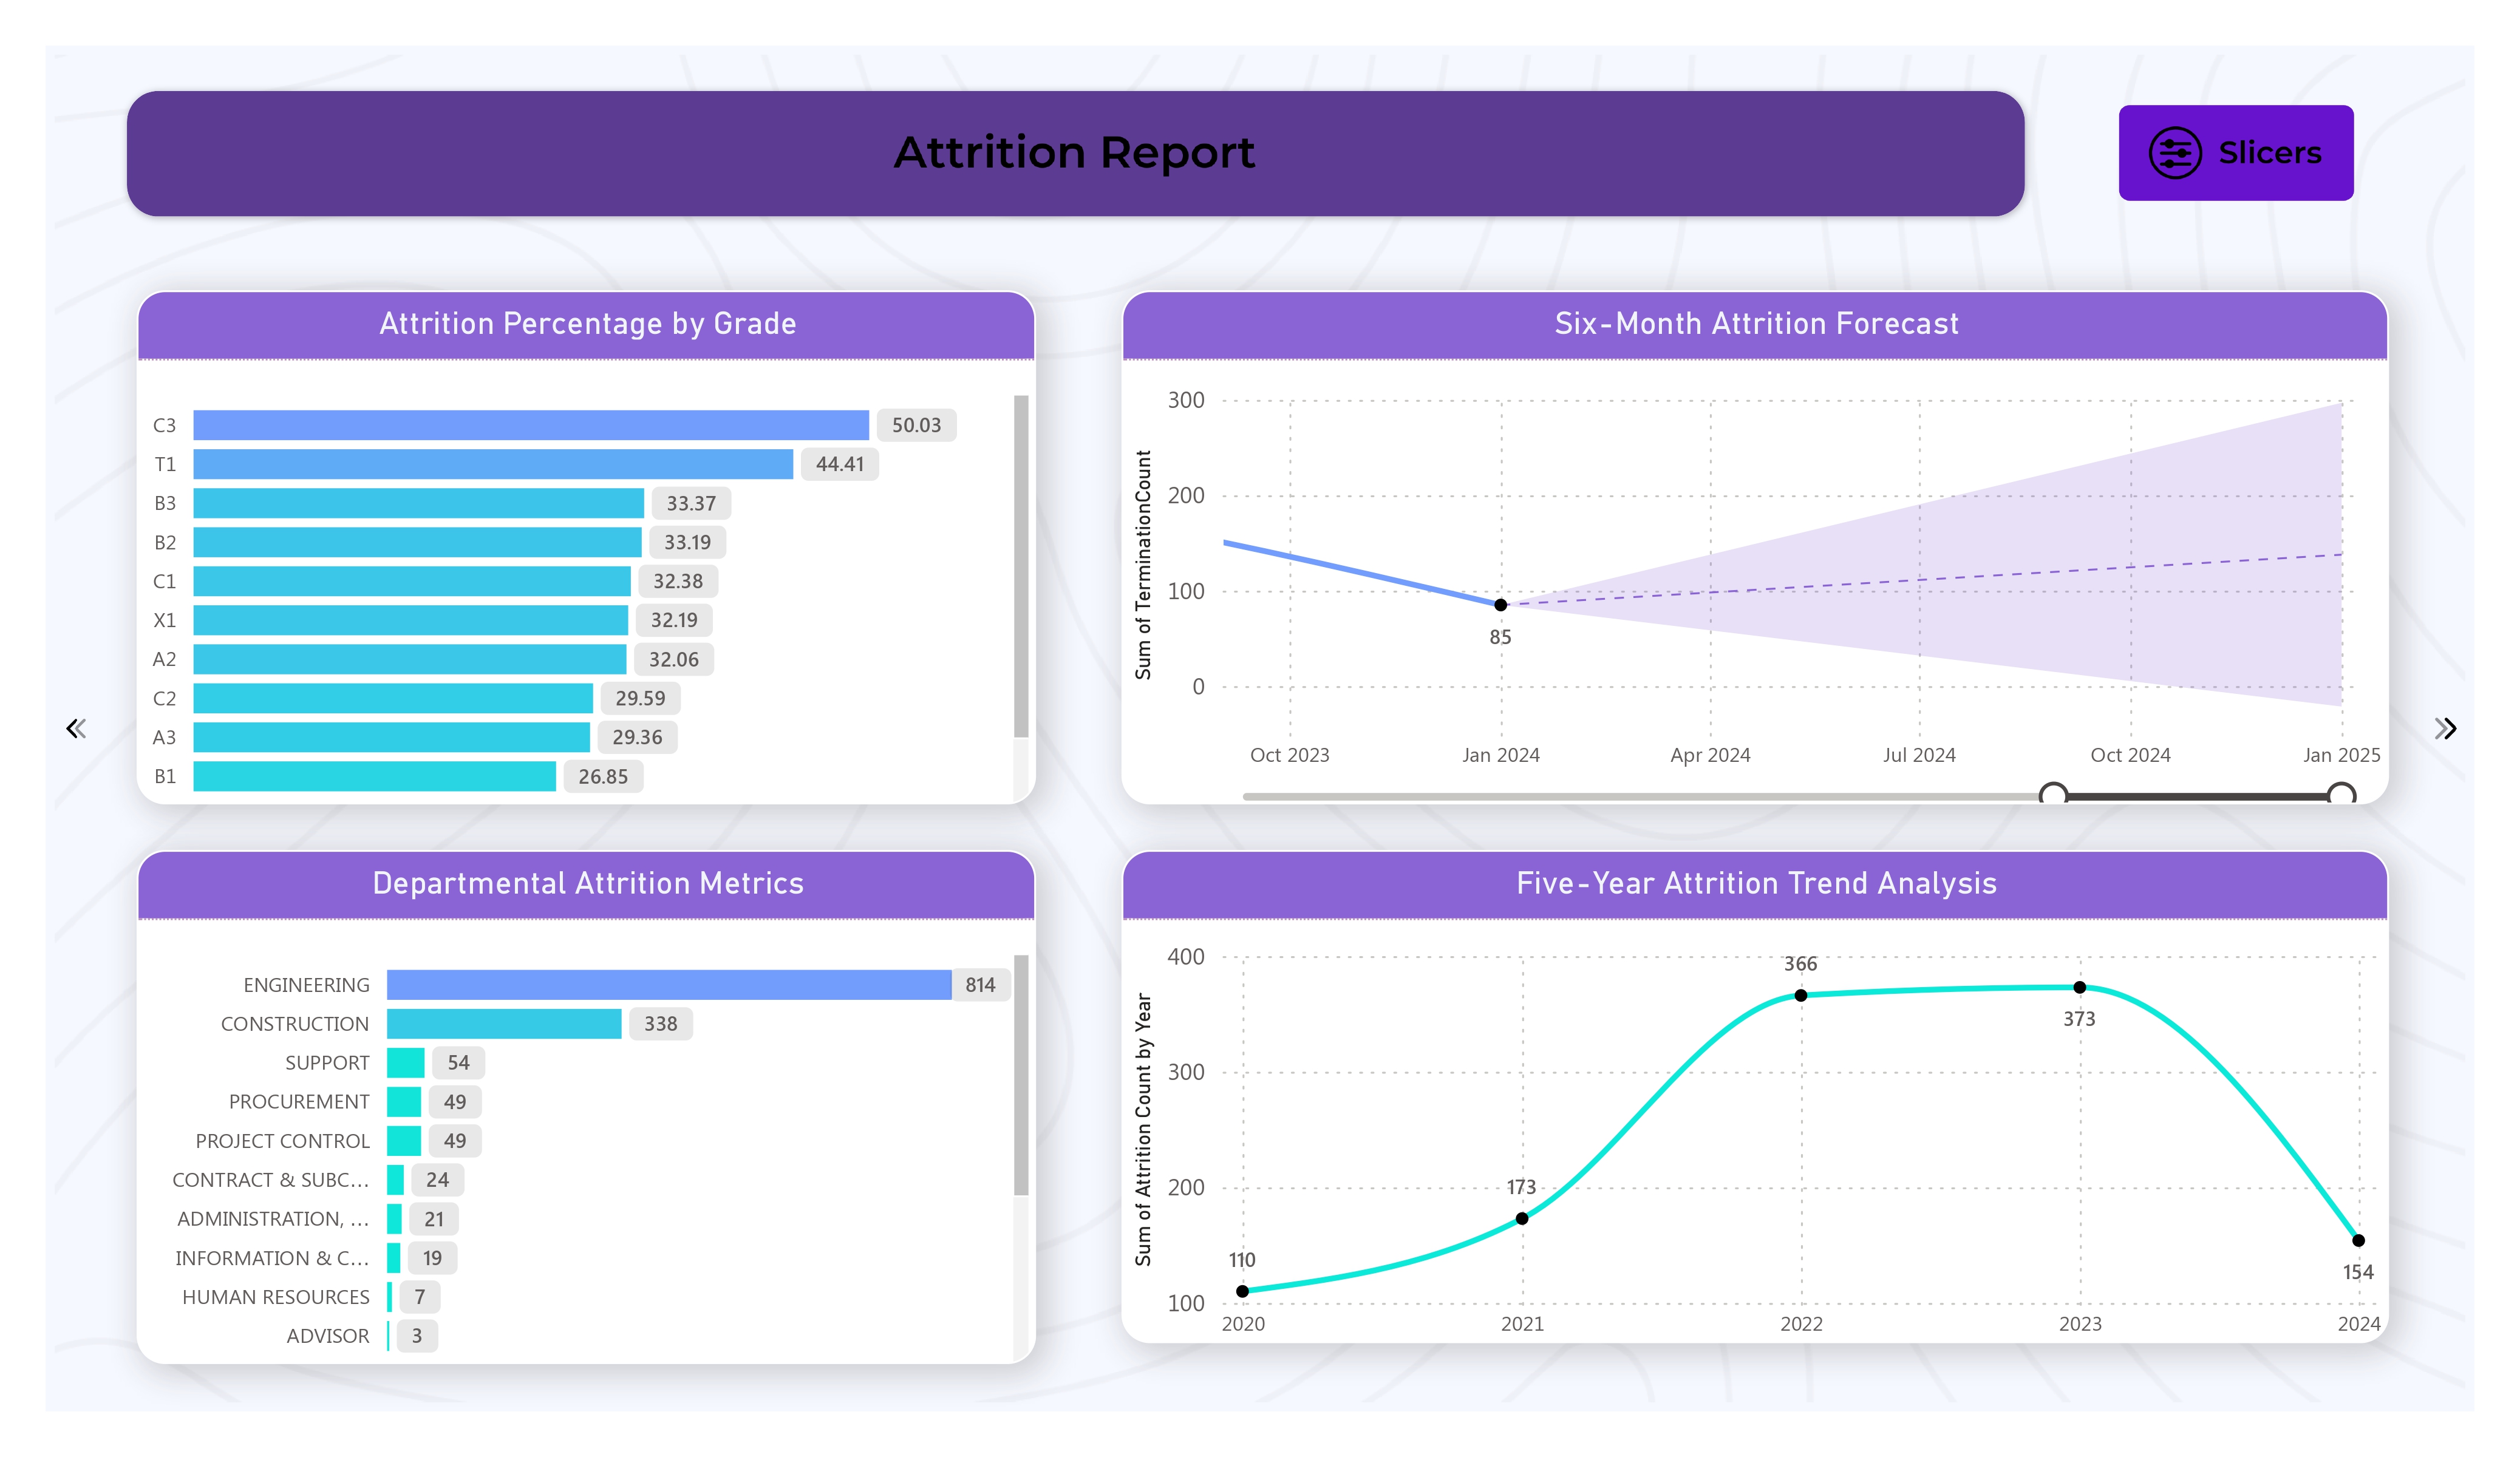 Attrition Report
Slicers
Attrition Percentage by Grade
C3 50.03
T1 44.41
B3 33.37
B2 33.19
C1 32.38
X1 32.19
A2 32.06
C2 29.59
A3 29.36
B1 26.85
Six-Month Attrition Forecast
Sum of TerminationCount
300
200
100
0
85
Oct 2023 Jan 2024 Apr 2024 Jul 2024 Oct 2024 Jan 2025
Departmental Attrition Metrics
ENGINEERING 814
CONSTRUCTION 338
SUPPORT 54
PROCUREMENT 49
PROJECT CONTROL 49
CONTRACT & SUBC... 24
ADMINISTRATION, ... 21
INFORMATION & C... 19
HUMAN RESOURCES 7
ADVISOR 3
Five-Year Attrition Trend Analysis
Sum of Attrition Count by Year
400
300
200
100
110
173
366
373
154
2020 2021 2022 2023 2024